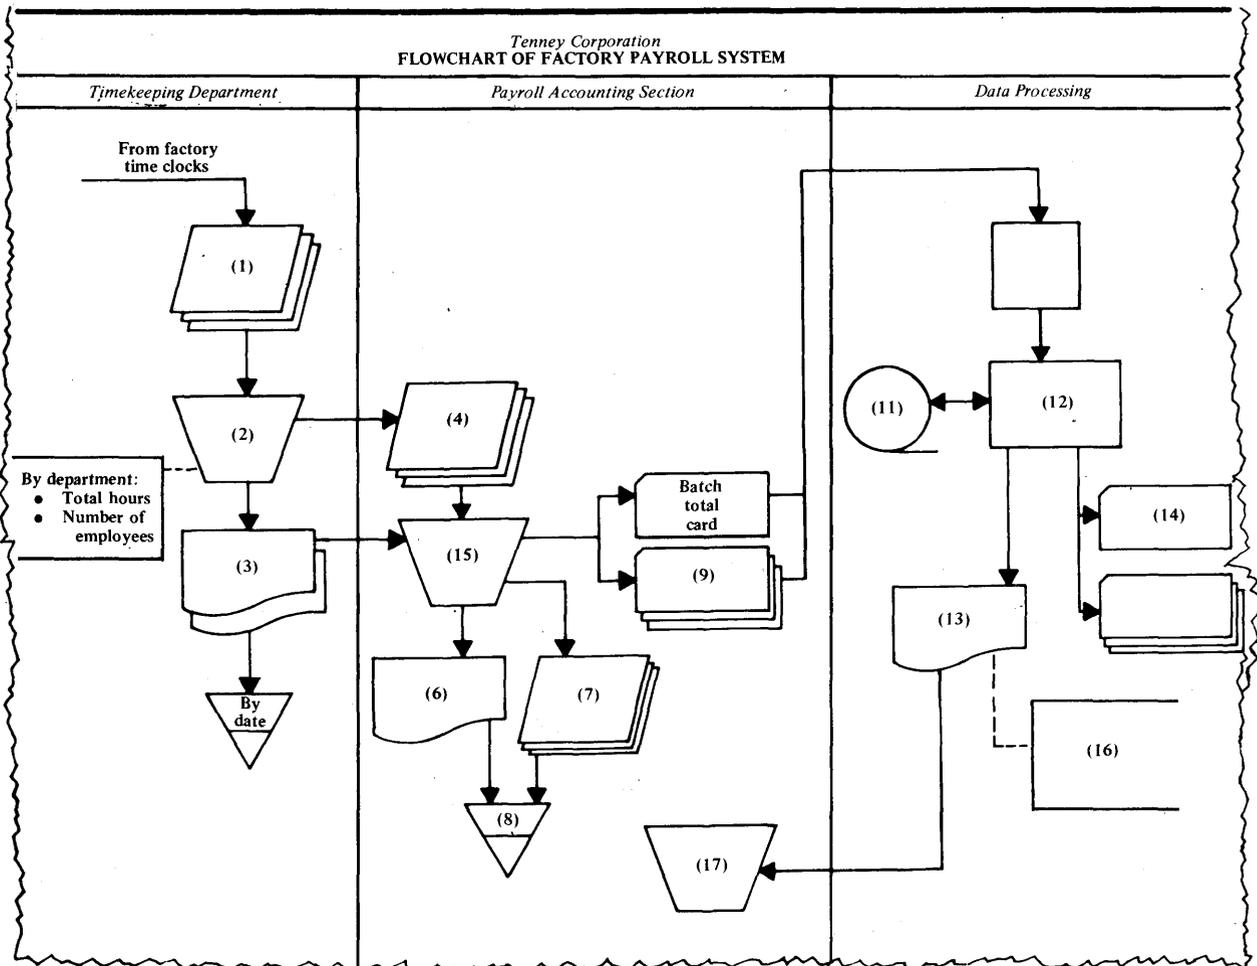 Tenney Corporation
FLOWCHART OF FACTORY PAYROLL SYSTEM
Timekeeping Department
Payroll Accounting Section
Data Processing
From factory
time clocks
(1)
(2)
By department:
● Total hours
● Number of
employees
(3)
By
date
(4)
(15)
Batch
total
card
(9)
(6)
(7)
(8)
(17)
(11)
(12)
(14)
(13)
(16)